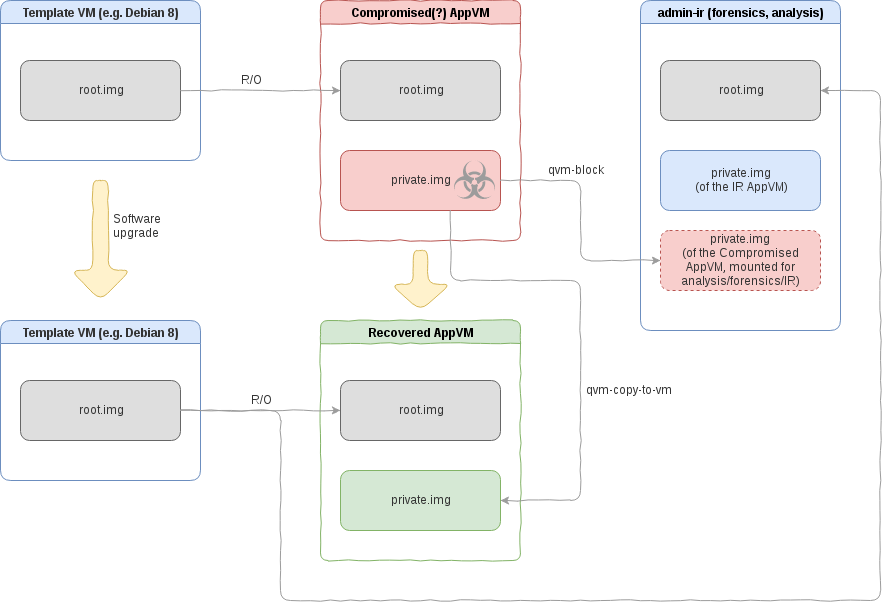 Template VM (e.g. Debian 8)
root.img
R/O
Compromised(?) AppVM
root.img
private.img
qvm-block
admin-ir (forensics, analysis)
root.img
private.img
(of the IR AppVM)
private.img
(of the Compromised
AppVM, mounted for
analysis/forensics/IR)
Software
upgrade
Template VM (e.g. Debian 8)
root.img
R/O
Recovered AppVM
root.img
private.img
qvm-copy-to-vm